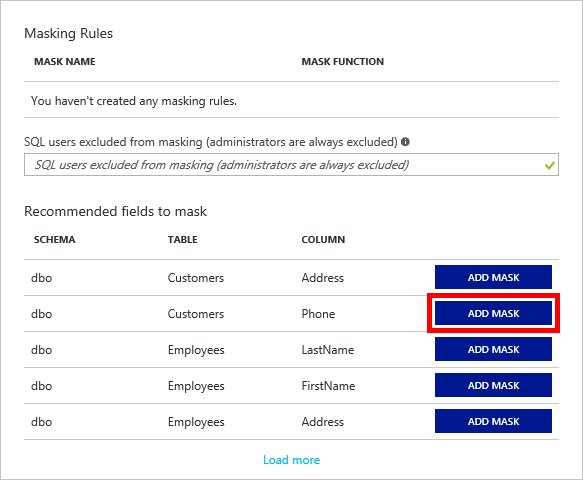 Masking Rules
MASK NAME MASK FUNCTION
You haven't created any masking rules.
SQL users excluded from masking (administrators are always excluded)
SQL users excluded from masking (administrators are always excluded)
Recommended fields to mask
SCHEMA TABLE COLUMN
dbo Customers Address ADD MASK
dbo Customers Phone ADD MASK
dbo Employees LastName ADD MASK
dbo Employees FirstName ADD MASK
dbo Employees Address ADD MASK
Load more